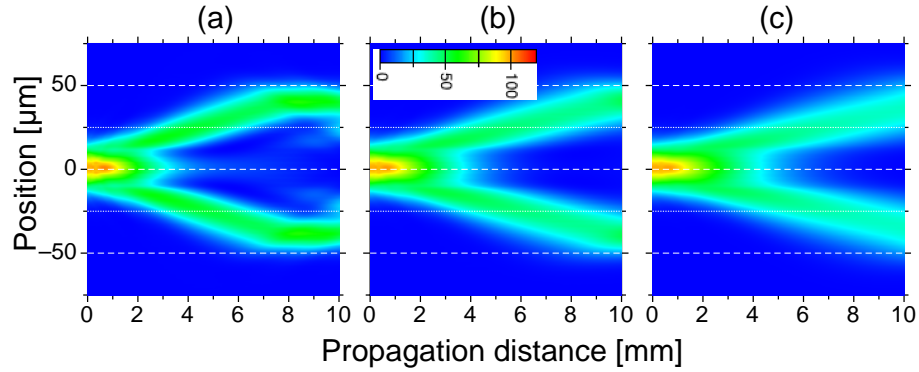 (a) (b) (c)
Position [µm]
50
0
−50
0 50 100
0 2 4 6 8 10 0 2 4 6 8 10 0 2 4 6 8 10
Propagation distance [mm]